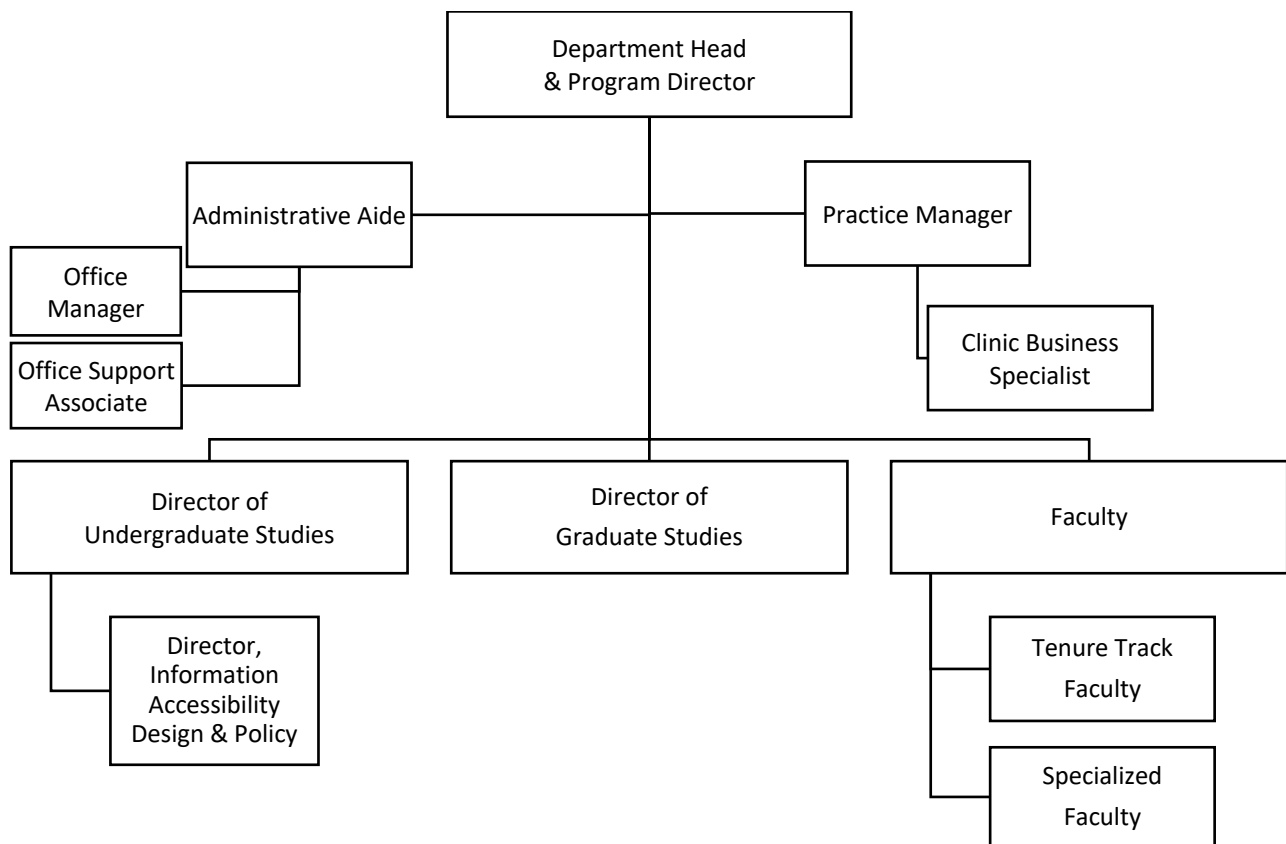 Department Head
& Program Director
Administrative Aide
Practice Manager
Office
Manager
Clinic Business
Specialist
Office Support
Associate
Director of
Undergraduate Studies
Director of
Graduate Studies
Faculty
Director,
Information
Accessibility
Design & Policy
Tenure Track
Faculty
Specialized
Faculty